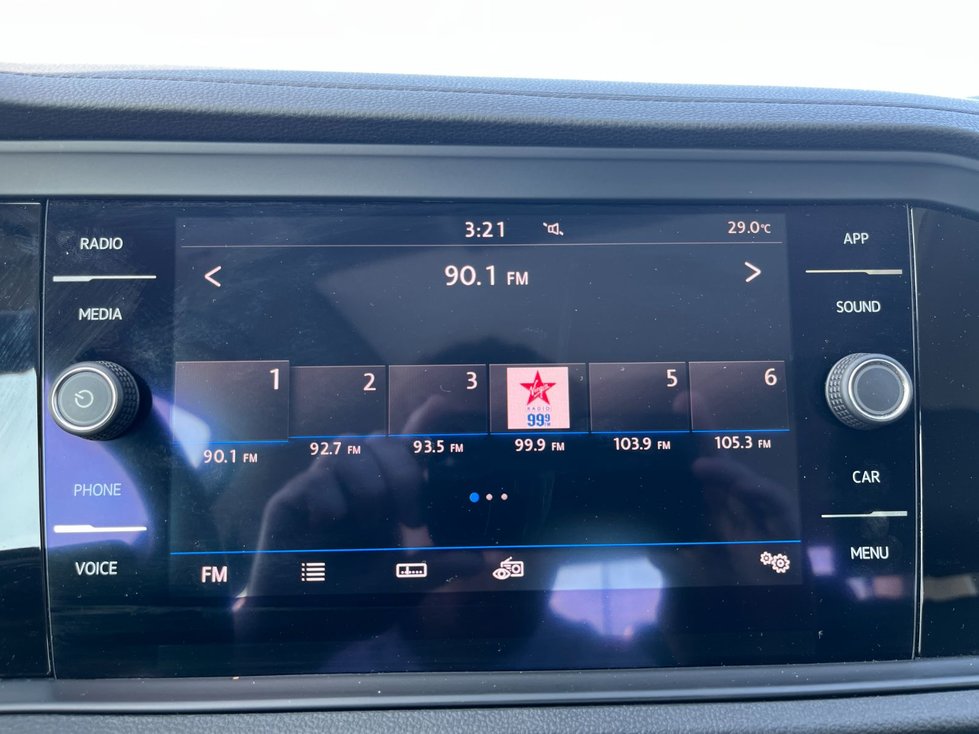 3:21 29.0°C
RADIO
MEDIA
PHONE
VOICE
< 90.1 FM >
1 2 3 5 6
Virgin
RADIO
99.9
FM
90.1 FM 92.7 FM 93.5 FM 99.9 FM 103.9 FM 105.3 FM
FM
APP
SOUND
CAR
MENU